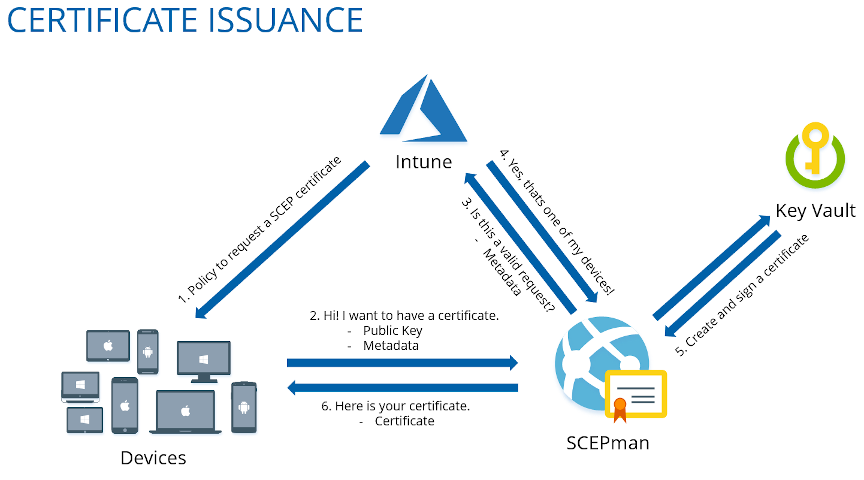 CERTIFICATE ISSUANCE
Intune
Key Vault
1. Policy to request a SCEP certificate
4. Yes, thats one of my devices!
3. Is this a valid request?
- Metadata
5. Create and sign a certificate
2. Hi! I want to have a certificate.
- Public Key
- Metadata
6. Here is your certificate.
- Certificate
Devices
SCEPman